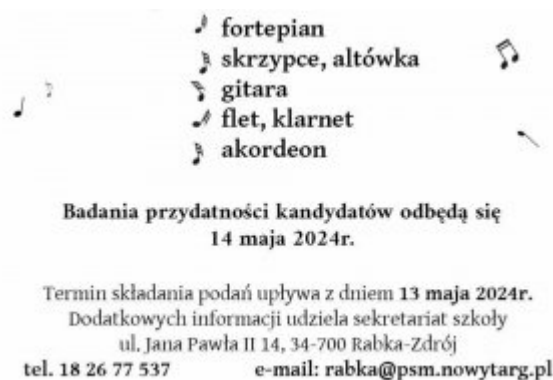 fortepian
skrzypce, altówka
gitara
flet, klarnet
akordeon
Badania przydatności kandydatów odbędą się
14 maja 2024r.
Termin składania podań upływa z dniem 13 maja 2024r.
Dodatkowych informacji udziela sekretariat szkoły
ul. Jana Pawła II 14, 34-700 Rabka-Zdrój
tel. 18 26 77 537 e-mail: rabka@psm.nowytarg.pl